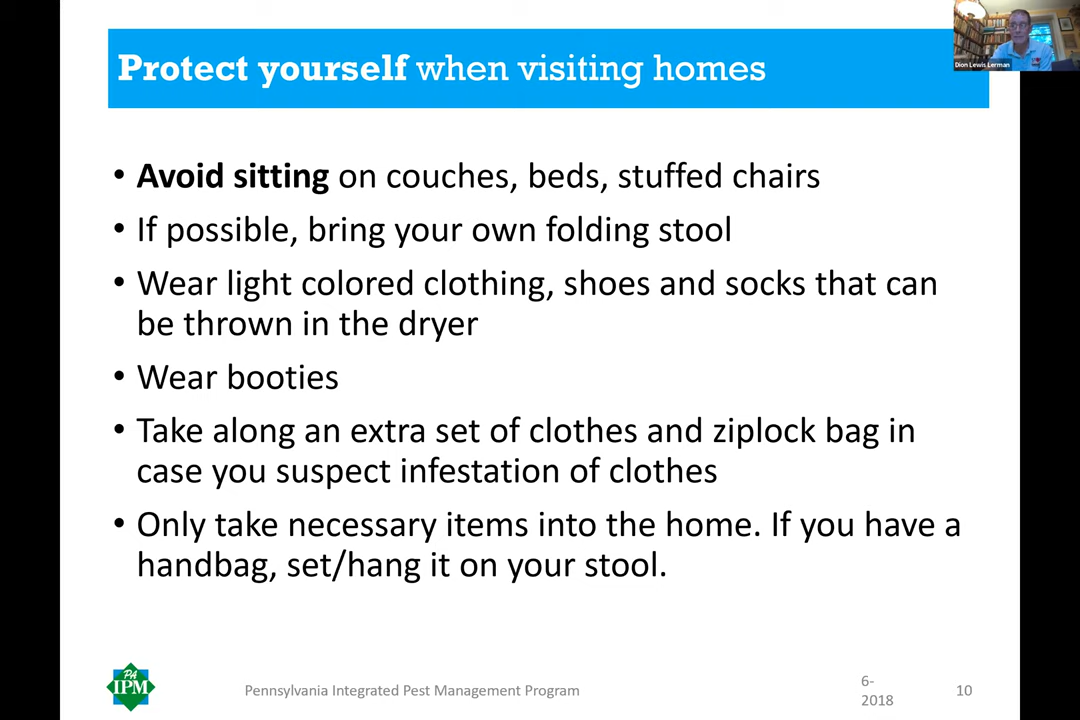 Protect yourself when visiting homes
Dion Lewis Lerman
• Avoid sitting on couches, beds, stuffed chairs
• If possible, bring your own folding stool
• Wear light colored clothing, shoes and socks that can
be thrown in the dryer
• Wear booties
• Take along an extra set of clothes and ziplock bag in
case you suspect infestation of clothes
• Only take necessary items into the home. If you have a
handbag, set/hang it on your stool.
PA
IPM
Pennsylvania Integrated Pest Management Program
6-
2018
10